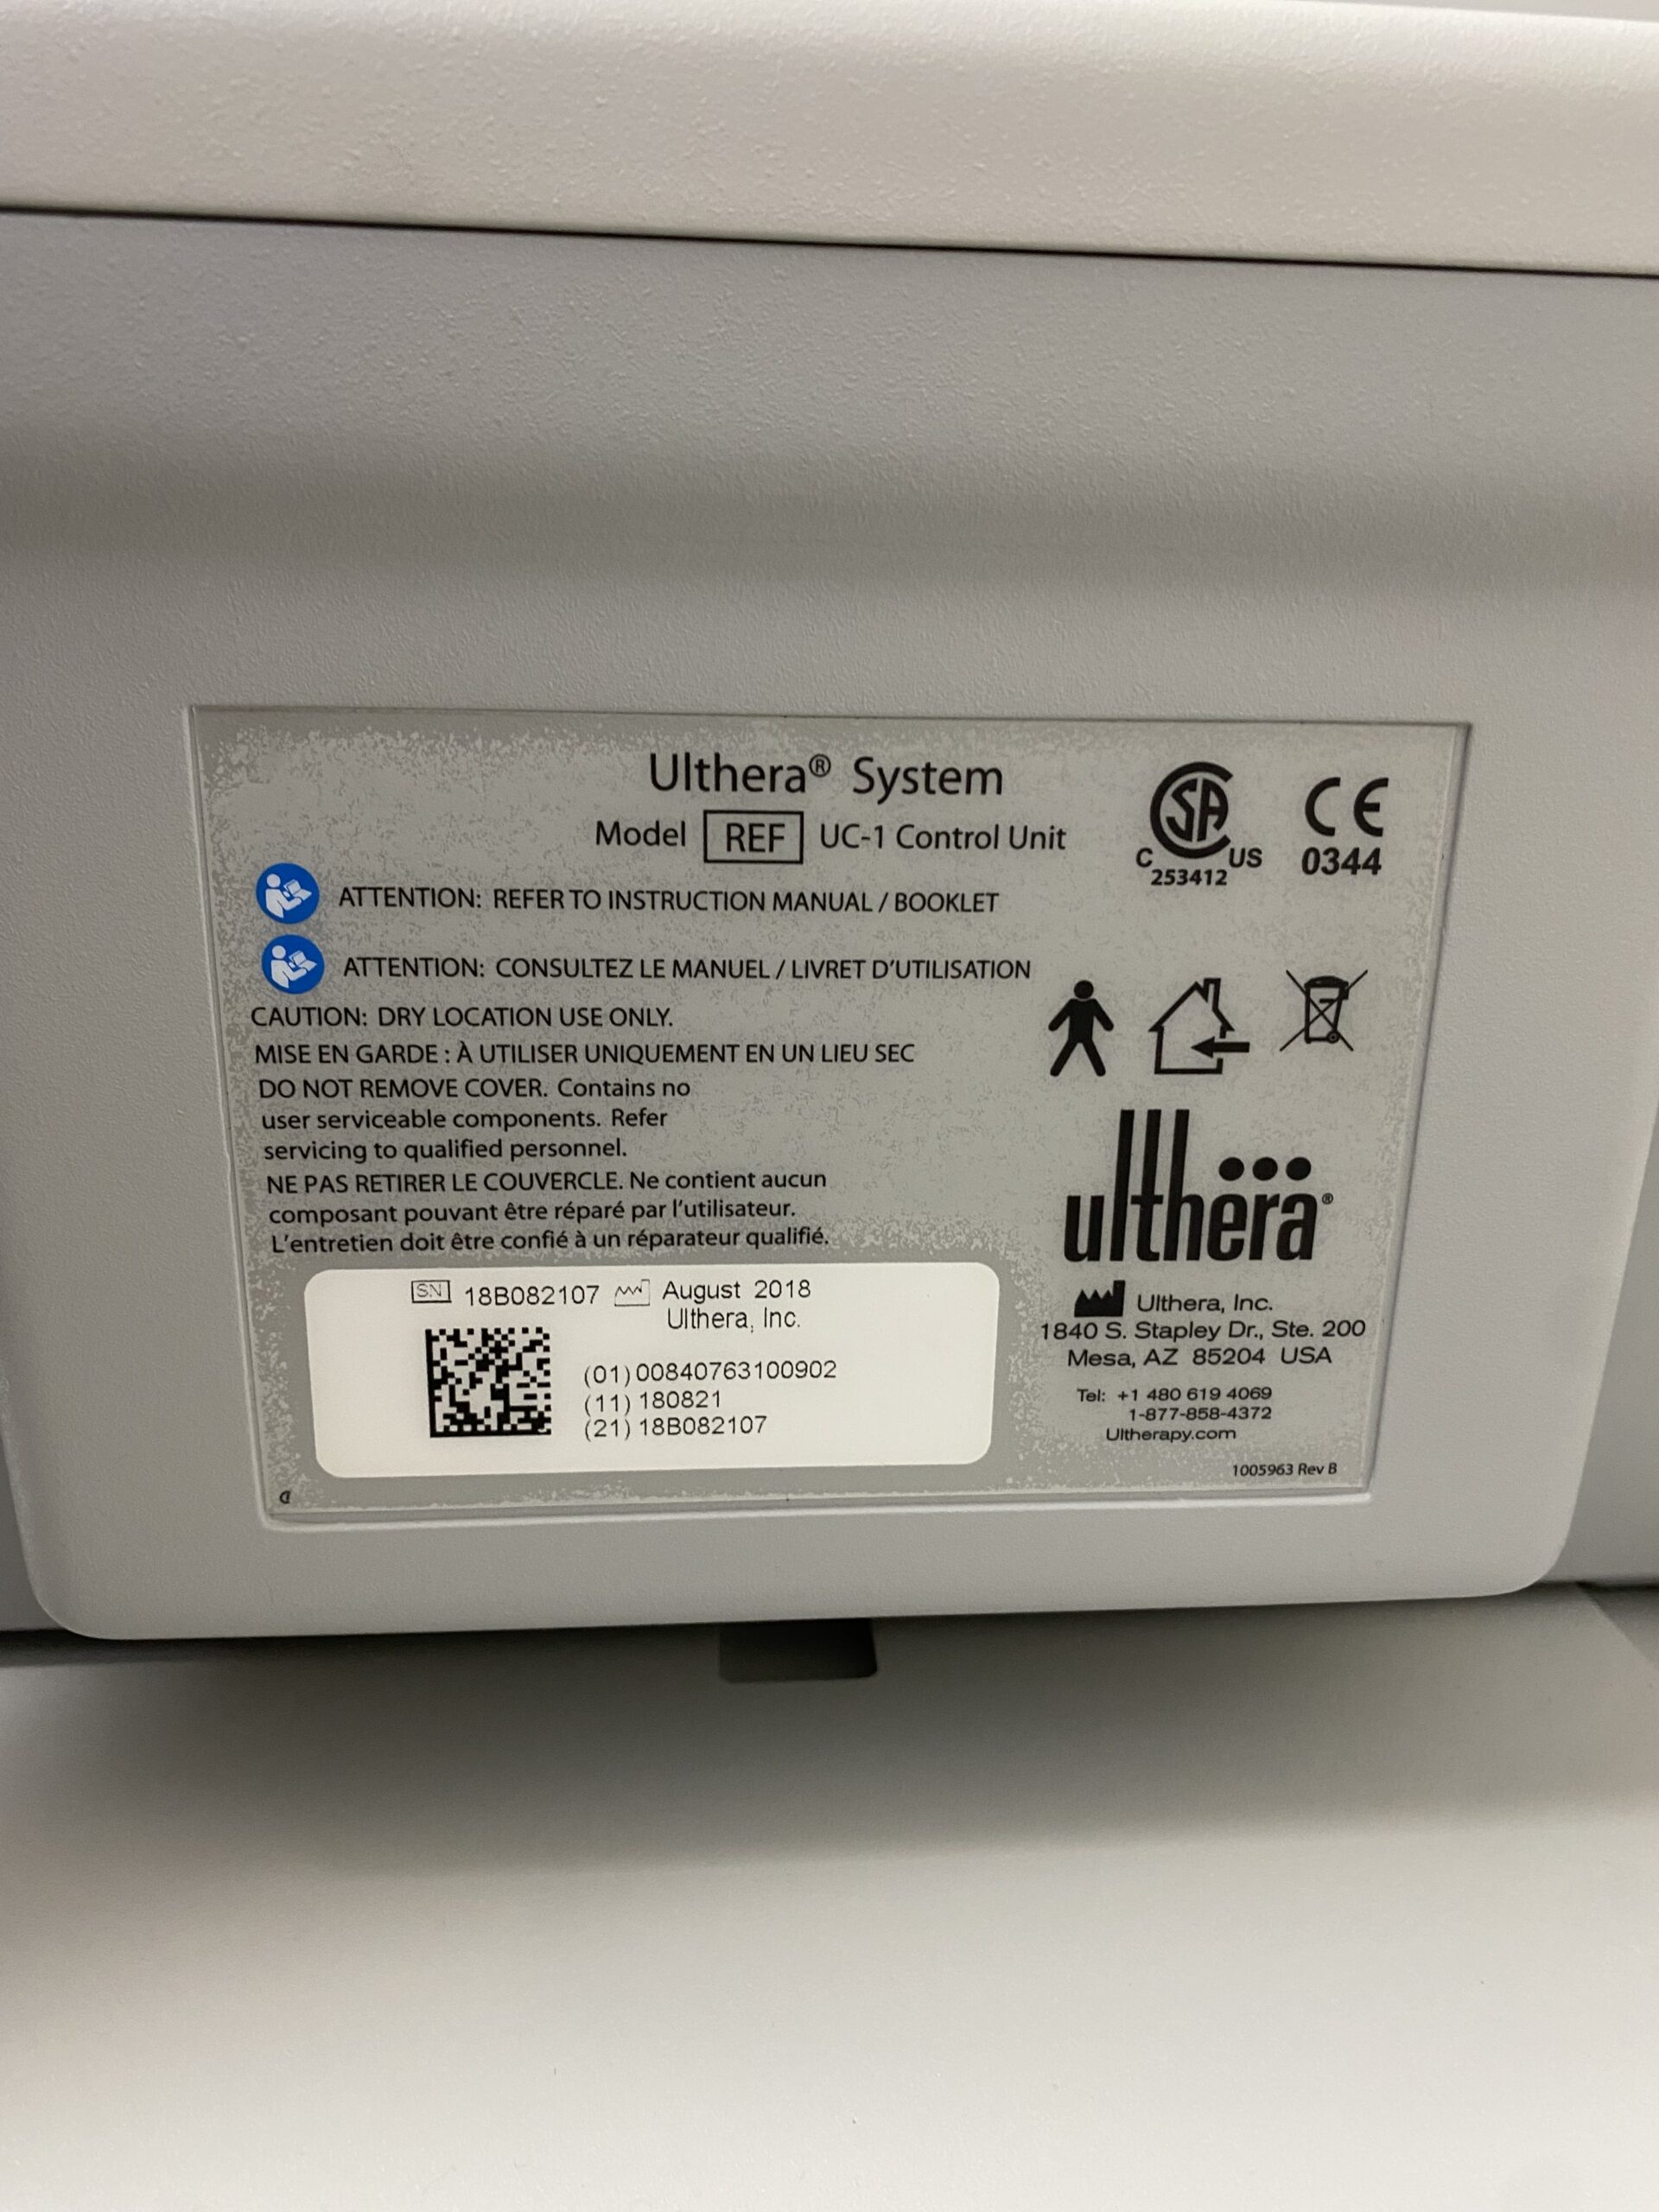 Ulthera® System
Model REF UC-1 Control Unit
C SA US
253412
CE
0344
ATTENTION: REFER TO INSTRUCTION MANUAL / BOOKLET
ATTENTION: CONSULTEZ LE MANUEL / LIVRET D'UTILISATION
CAUTION: DRY LOCATION USE ONLY.
MISE EN GARDE : À UTILISER UNIQUEMENT EN UN LIEU SEC
DO NOT REMOVE COVER. Contains no
user serviceable components. Refer
servicing to qualified personnel.
NE PAS RETIRER LE COUVERCLE. Ne contient aucun
composant pouvant être réparé par l'utilisateur.
L'entretien doit être confié à un réparateur qualifié.
SN 18B082107 August 2018
Ulthera, Inc.
(01)00840763100902
(11) 180821
(21) 18B082107
ulthera®
Ulthera, Inc.
1840 S. Stapley Dr., Ste. 200
Mesa, AZ 85204 USA
Tel: +1 480 619 4069
1-877-858-4372
Ultherapy.com
1005963 Rev B